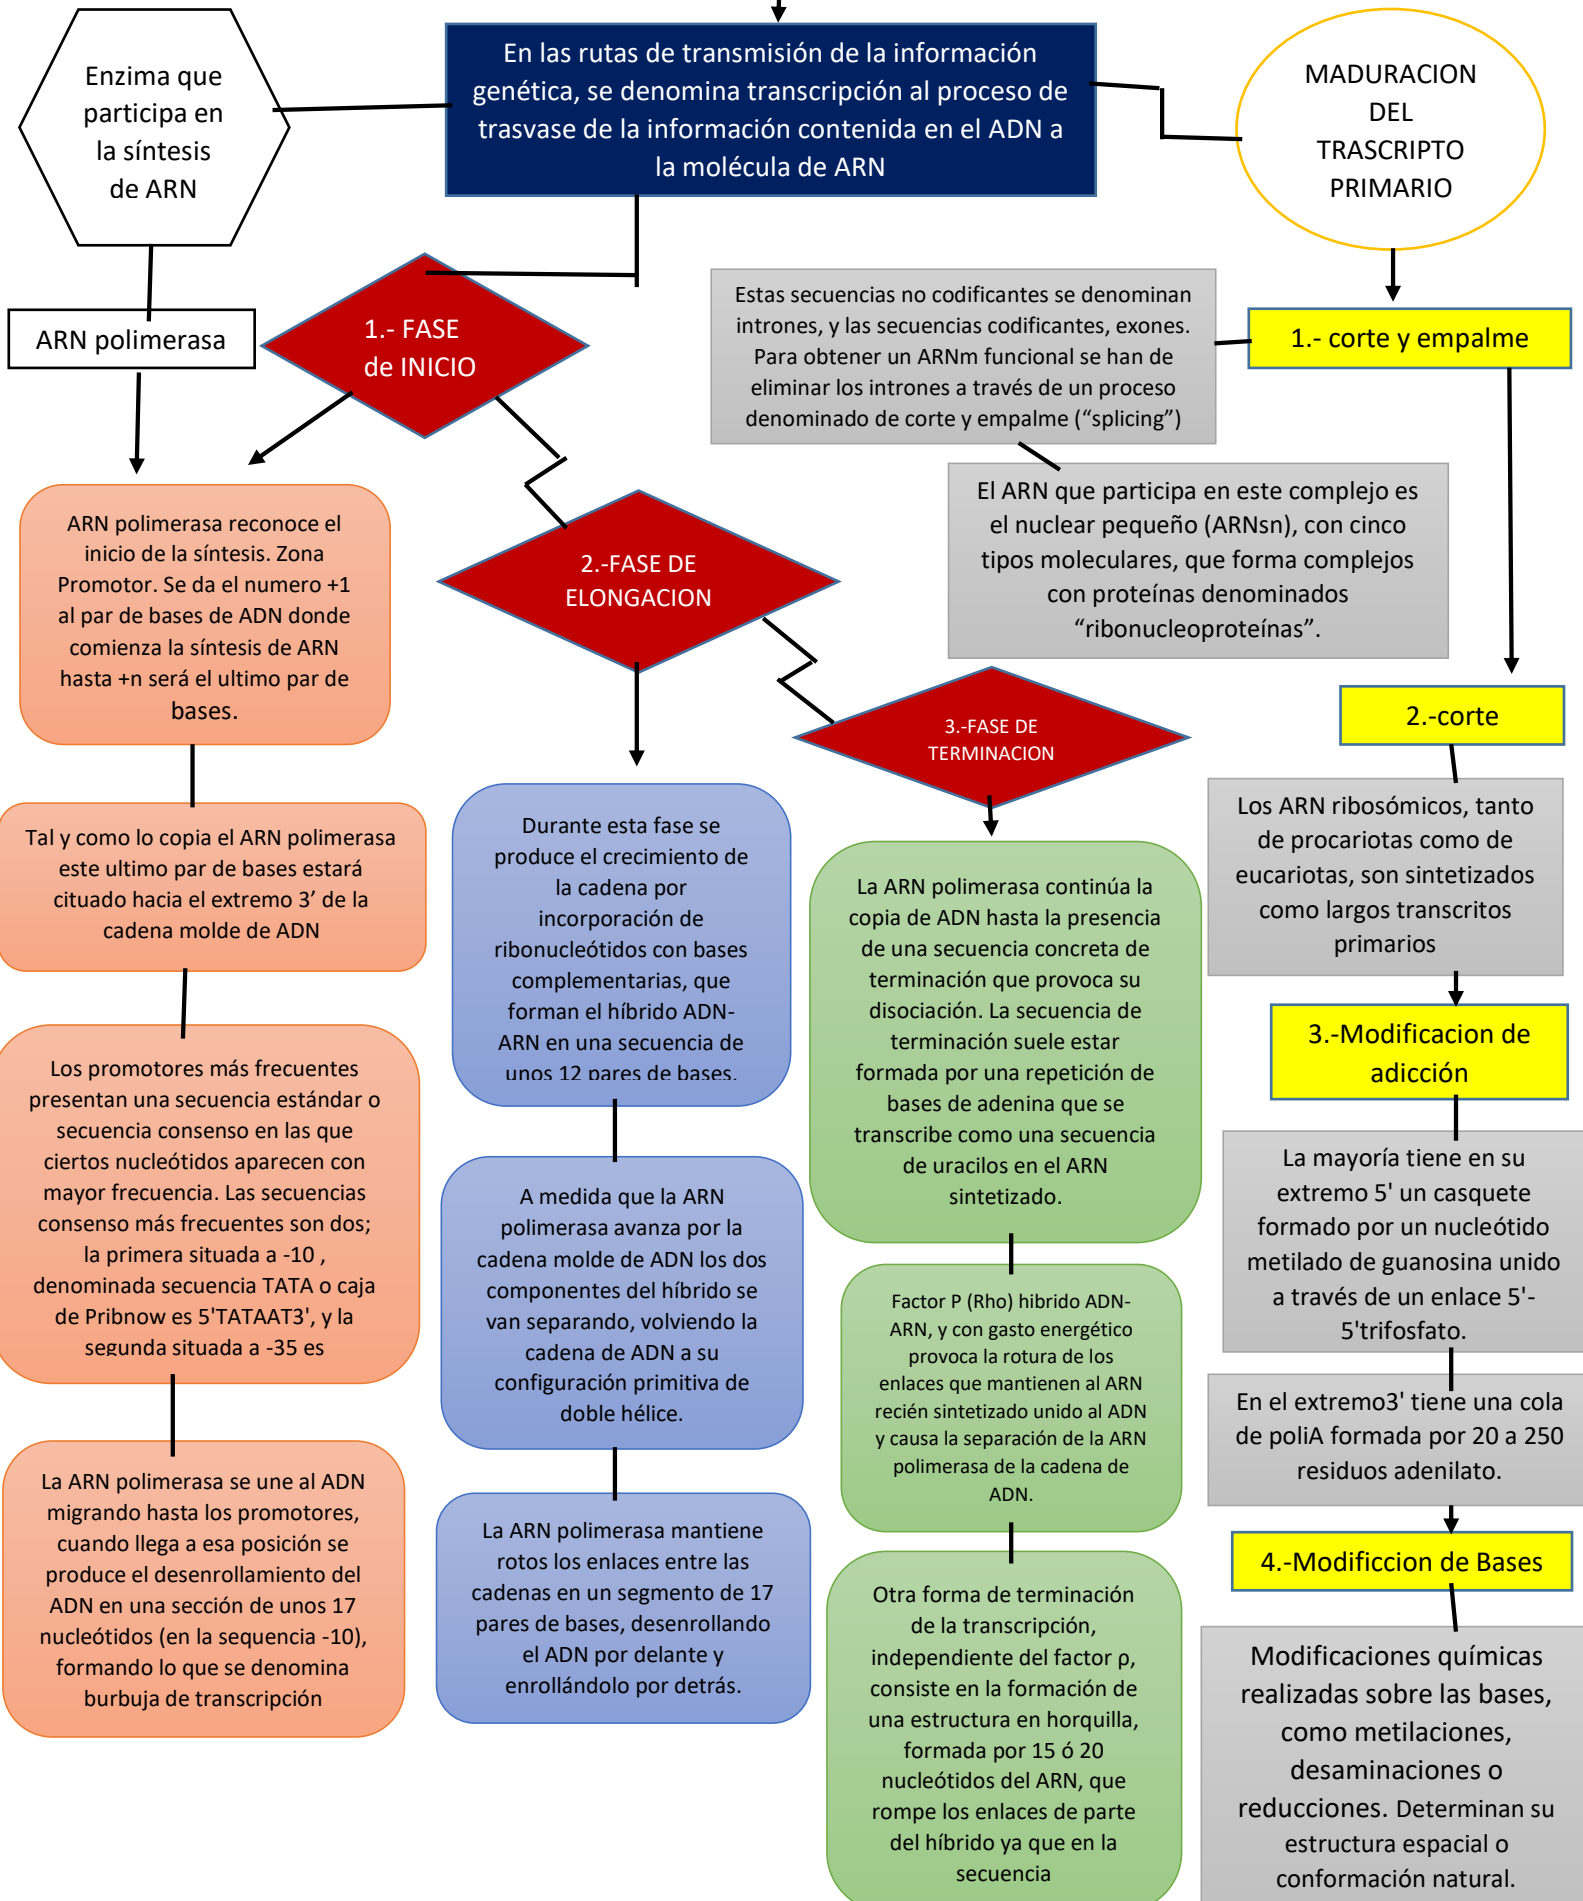 Enzima que
participa en
la síntesis
de ARN
En las rutas de transmisión de la información
genética, se denomina transcripción al proceso de
trasvase de la información contenida en el ADN a
la molécula de ARN
MADURACION
DEL
TRASCRIPTO
PRIMARIO
ARN polimerasa
1.- FASE
de INICIO
Estas secuencias no codificantes se denominan
intrones, y las secuencias codificantes, exones.
Para obtener un ARNm funcional se han de
eliminar los intrones a través de un proceso
denominado de corte y empalme (“splicing”)
1.- corte y empalme
El ARN que participa en este complejo es
el nuclear pequeño (ARNsn), con cinco
tipos moleculares, que forma complejos
con proteínas denominados
“ribonucleoproteínas”.
ARN polimerasa reconoce el
inicio de la síntesis. Zona
Promotor. Se da el numero +1
al par de bases de ADN donde
comienza la síntesis de ARN
hasta +n será el ultimo par de
bases.
2.-FASE DE
ELONGACION
3.-FASE DE
TERMINACION
2.-corte
Tal y como lo copia el ARN polimerasa
este ultimo par de bases estará
cituado hacia el extremo 3’ de la
cadena molde de ADN
Durante esta fase se
produce el crecimiento de
la cadena por
incorporación de
ribonucleótidos con bases
complementarias, que
forman el híbrido ADN-
ARN en una secuencia de
unos 12 pares de bases.
La ARN polimerasa continúa la
copia de ADN hasta la presencia
de una secuencia concreta de
terminación que provoca su
disociación. La secuencia de
terminación suele estar
formada por una repetición de
bases de adenina que se
transcribe como una secuencia
de uracilos en el ARN
sintetizado.
Los ARN ribosómicos, tanto
de procariotas como de
eucariotas, son sintetizados
como largos transcritos
primarios
3.-Modificacion de
adicción
Los promotores más frecuentes
presentan una secuencia estándar o
secuencia consenso en las que
ciertos nucleótidos aparecen con
mayor frecuencia. Las secuencias
consenso más frecuentes son dos;
la primera situada a -10 ,
denominada secuencia TATA o caja
de Pribnow es 5'TATAAT3', y la
segunda situada a -35 es
A medida que la ARN
polimerasa avanza por la
cadena molde de ADN los dos
componentes del híbrido se
van separando, volviendo la
cadena de ADN a su
configuración primitiva de
doble hélice.
La mayoría tiene en su
extremo 5' un casquete
formado por un nucleótido
metilado de guanosina unido
a través de un enlace 5'-
5'trifosfato.
Factor P (Rho) hibrido ADN-
ARN, y con gasto energético
provoca la rotura de los
enlaces que mantienen al ARN
recién sintetizado unido al ADN
y causa la separación de la ARN
polimerasa de la cadena de
ADN.
En el extremo3' tiene una cola
de poliA formada por 20 a 250
residuos adenilato.
La ARN polimerasa se une al ADN
migrando hasta los promotores,
cuando llega a esa posición se
produce el desenrollamiento del
ADN en una sección de unos 17
nucleótidos (en la sequencia -10),
formando lo que se denomina
burbuja de transcripción
La ARN polimerasa mantiene
rotos los enlaces entre las
cadenas en un segmento de 17
pares de bases, desenrollando
el ADN por delante y
enrollándolo por detrás.
4.-Modificcion de Bases
Otra forma de terminación
de la transcripción,
independiente del factor ρ,
consiste en la formación de
una estructura en horquilla,
formada por 15 ó 20
nucleótidos del ARN, que
rompe los enlaces de parte
del híbrido ya que en la
secuencia
Modificaciones químicas
realizadas sobre las bases,
como metilaciones,
desaminaciones o
reducciones. Determinan su
estructura espacial o
conformación natural.